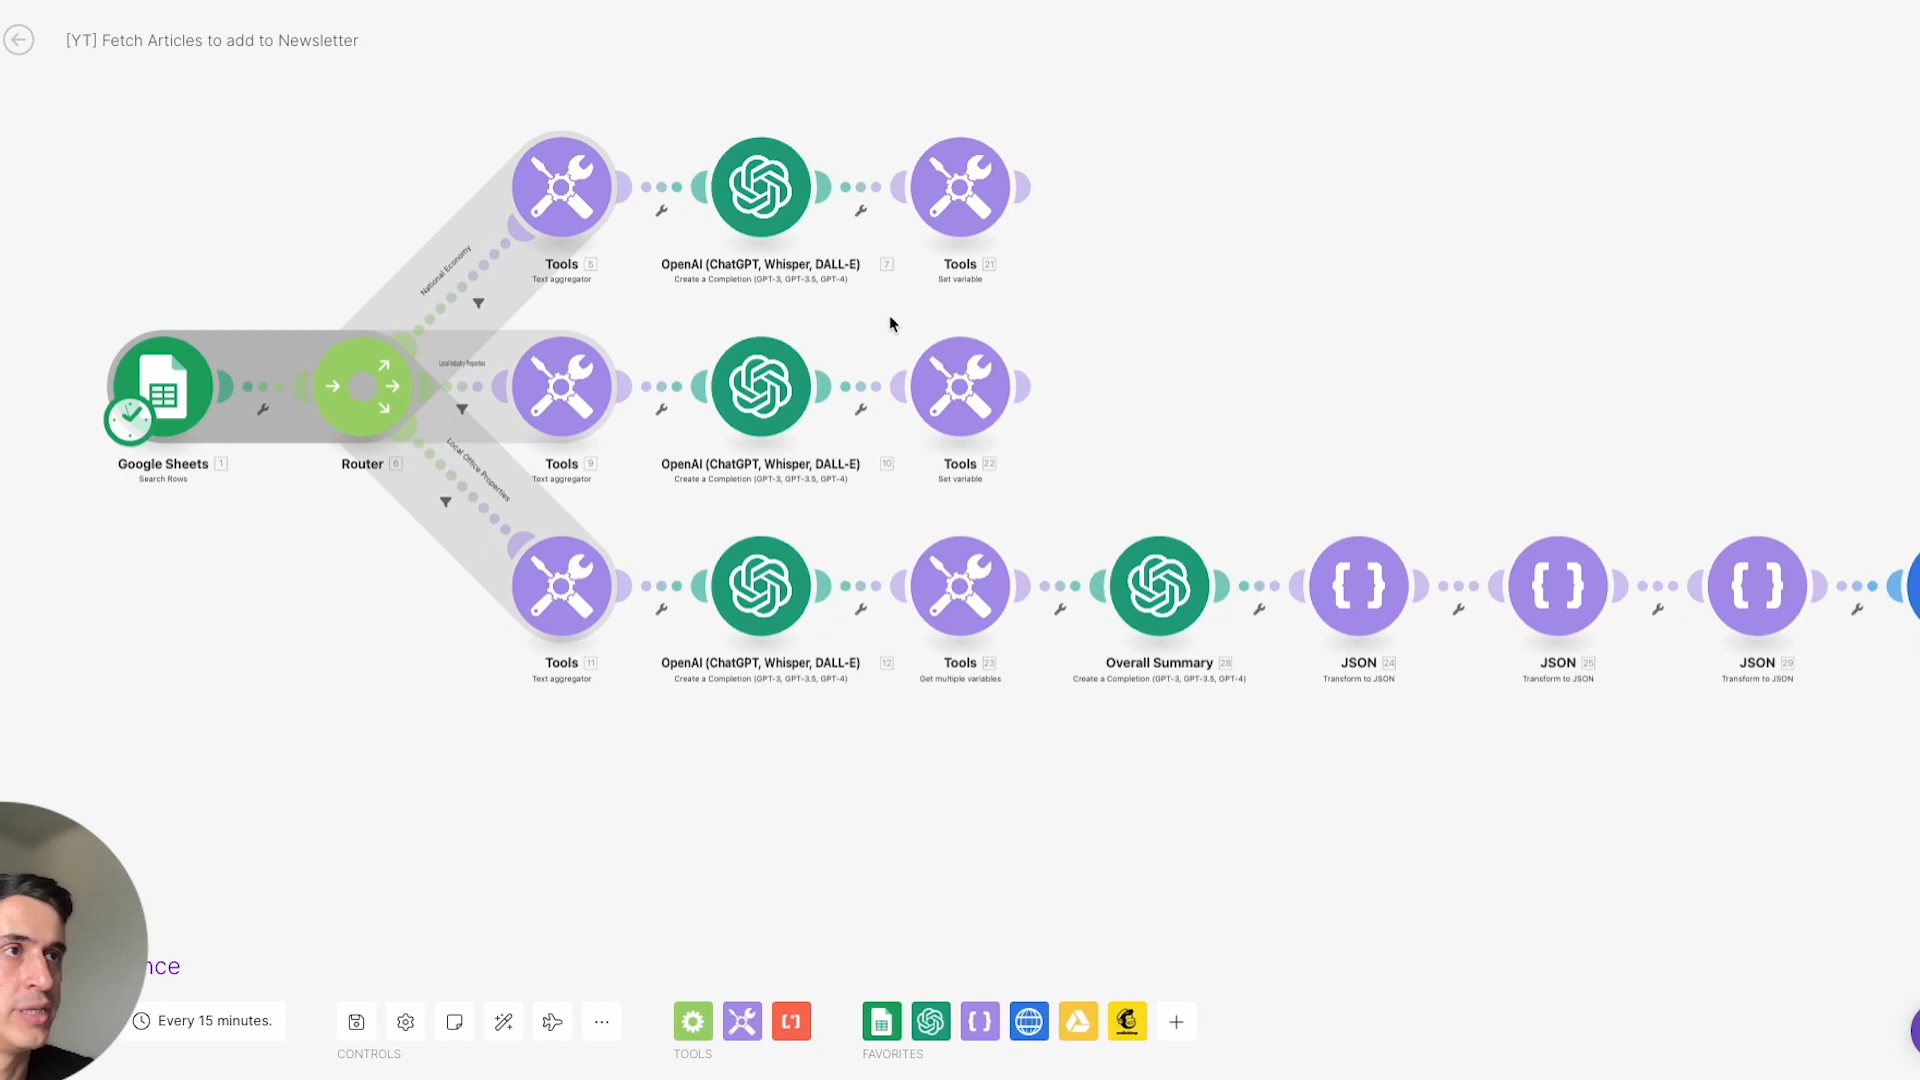 [YT] Fetch Articles to add to Newsletter
National Economy
Tools 5
Text aggregator
OpenAI (ChatGPT, Whisper, DALL-E) 7
Create a Completion (GPT-3, GPT-3.5, GPT-4)
Tools 21
Set variable
Local Industry Properties
Google Sheets 1
Search Rows
Router 6
Tools 9
Text aggregator
OpenAI (ChatGPT, Whisper, DALL-E) 10
Create a Completion (GPT-3, GPT-3.5, GPT-4)
Tools 22
Set variable
Local Office Properties
Tools 11
Text aggregator
OpenAI (ChatGPT, Whisper, DALL-E) 12
Create a Completion (GPT-3, GPT-3.5, GPT-4)
Tools 23
Get multiple variables
Overall Summary 28
Create a Completion (GPT-3, GPT-3.5, GPT-4)
JSON 24
Transform to JSON
JSON 25
Transform to JSON
JSON 29
Transform to JSON
nce
Every 15 minutes.
CONTROLS
TOOLS
FAVORITES